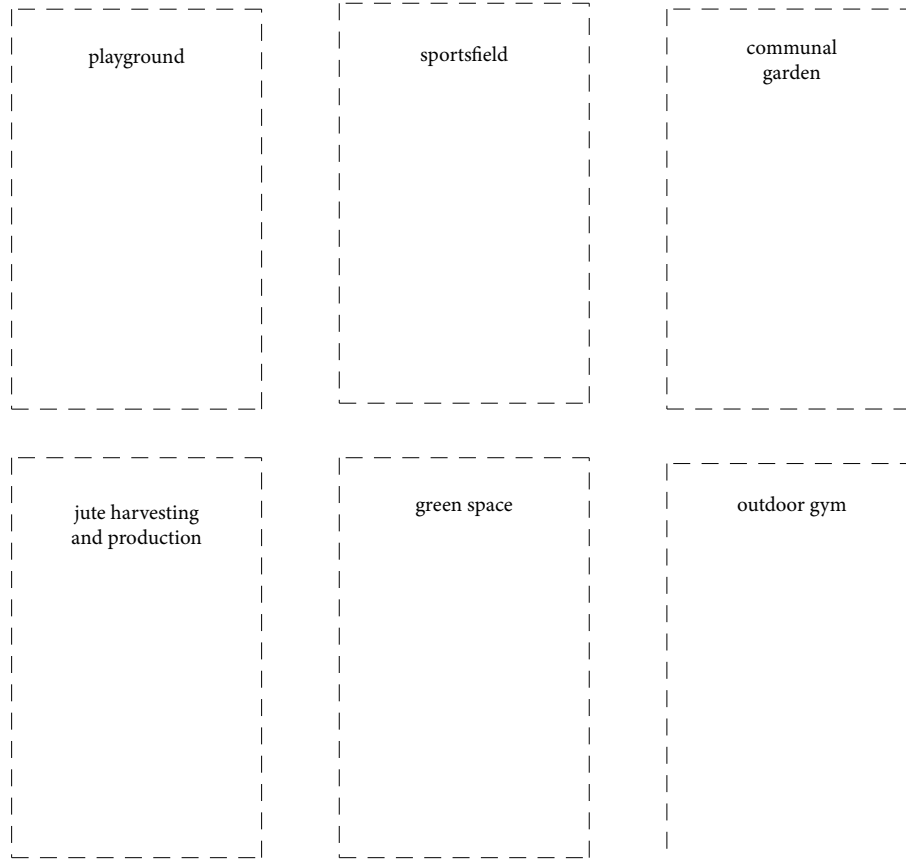 playground
sportsfield
communal
garden
jute harvesting
and production
green space
outdoor gym